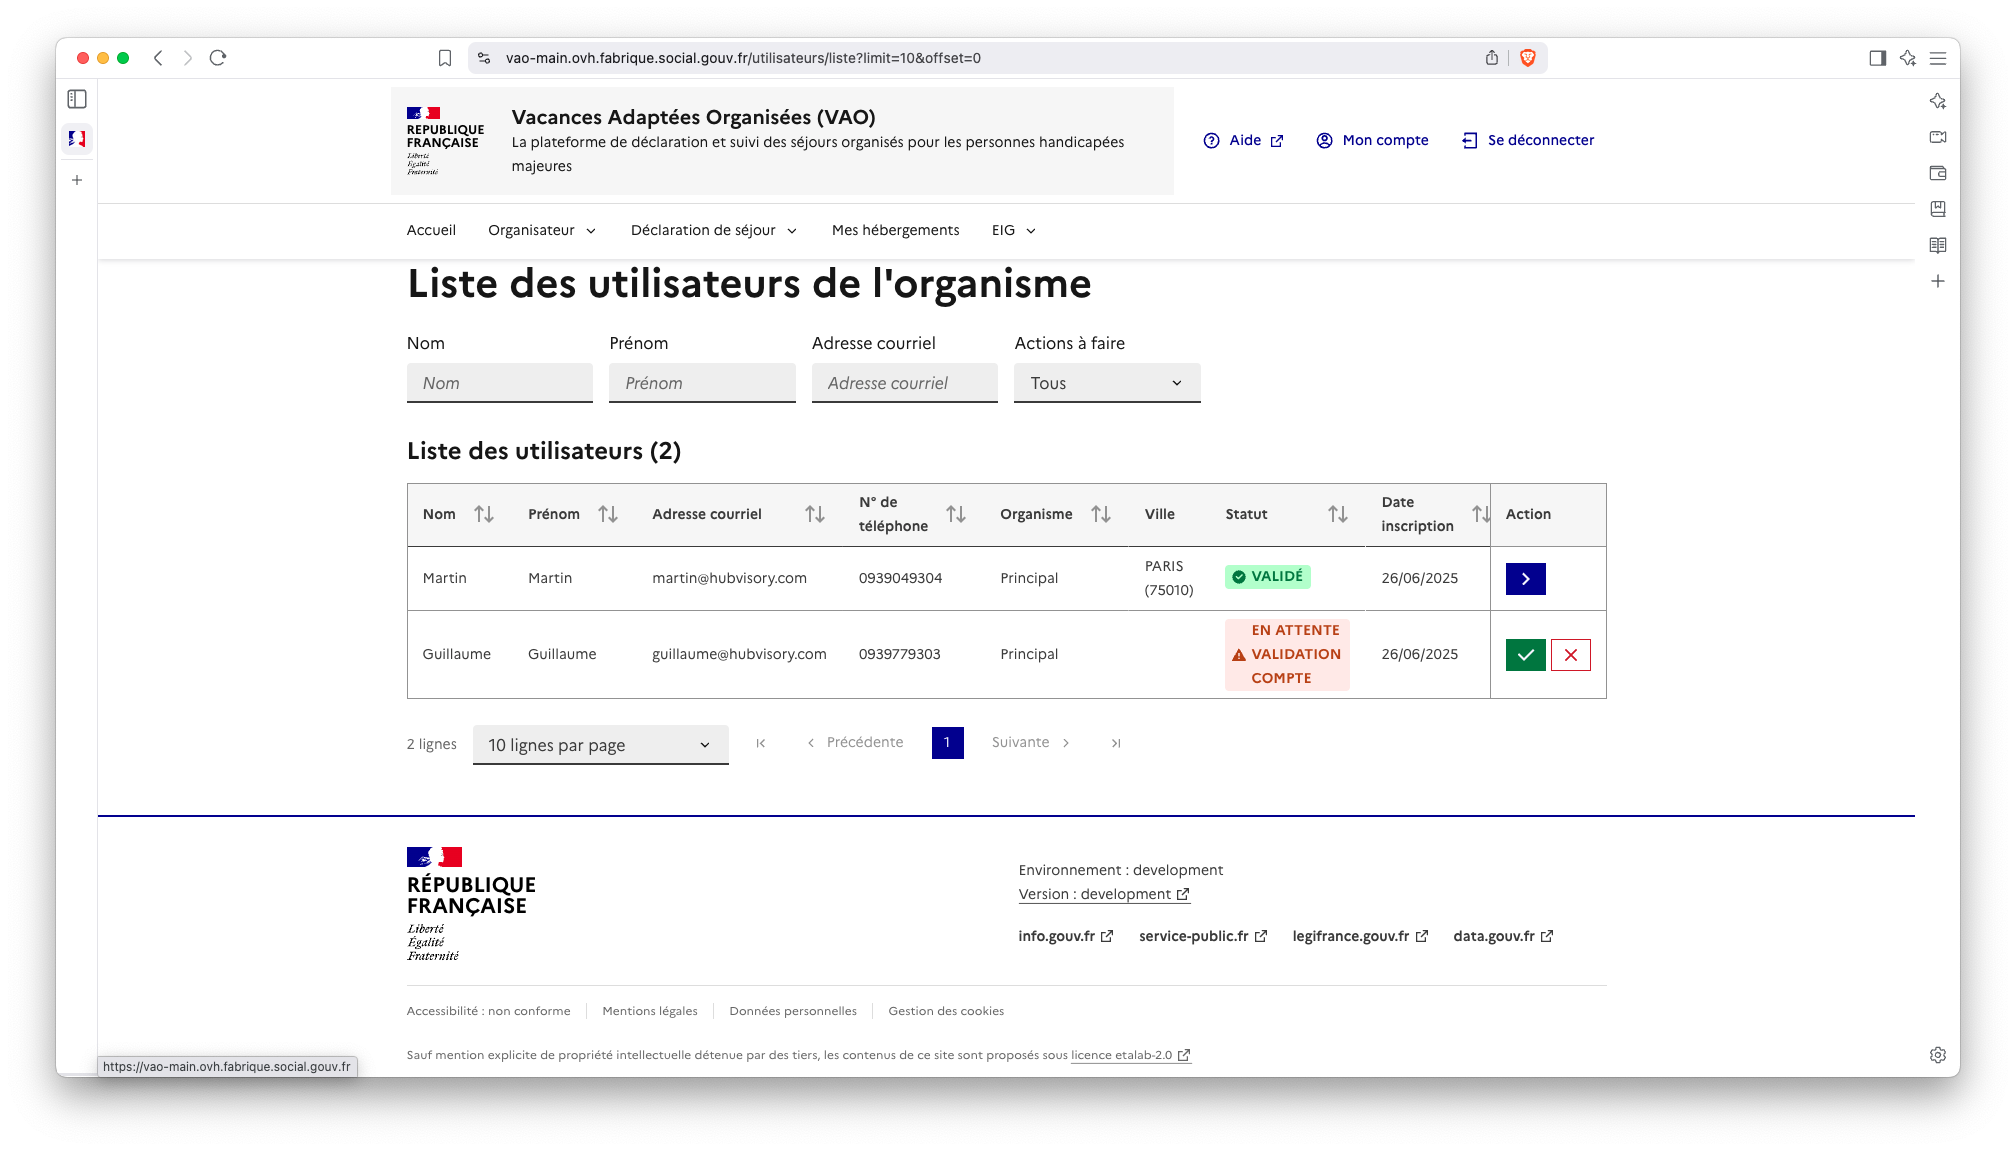 vao-main.ovh.fabrique.social.gouv.fr/utilisateurs/liste?limit=10&offset=0
RÉPUBLIQUE
FRANÇAISE
Liberté
Égalité
Fraternité
Vacances Adaptées Organisées (VAO)
La plateforme de déclaration et suivi des séjours organisés pour les personnes handicapées
majeures
Aide
Mon compte
Se déconnecter
Accueil
Organisateur
Déclaration de séjour
Mes hébergements
EIG
Liste des utilisateurs de l'organisme
Nom
Prénom
Adresse courriel
Actions à faire
Nom
Prénom
Adresse courriel
Tous
Liste des utilisateurs (2)
Nom
Prénom
Adresse courriel
N° de
téléphone
Organisme
Ville
Statut
Date
inscription
Action
Martin
Martin
martin@hubvisory.com
0939049304
Principal
PARIS
(75010)
VALIDÉ
26/06/2025
Guillaume
Guillaume
guillaume@hubvisory.com
0939779303
Principal
EN ATTENTE
VALIDATION
COMPTE
26/06/2025
2 lignes
10 lignes par page
Précédente
1
Suivante
RÉPUBLIQUE
FRANÇAISE
Liberté
Égalité
Fraternité
Environnement : development
Version : development
info.gouv.fr
service-public.fr
legifrance.gouv.fr
data.gouv.fr
Accessibilité : non conforme
Mentions légales
Données personnelles
Gestion des cookies
Sauf mention explicite de propriété intellectuelle détenue par des tiers, les contenus de ce site sont proposés sous licence etalab-2.0
https://vao-main.ovh.fabrique.social.gouv.fr